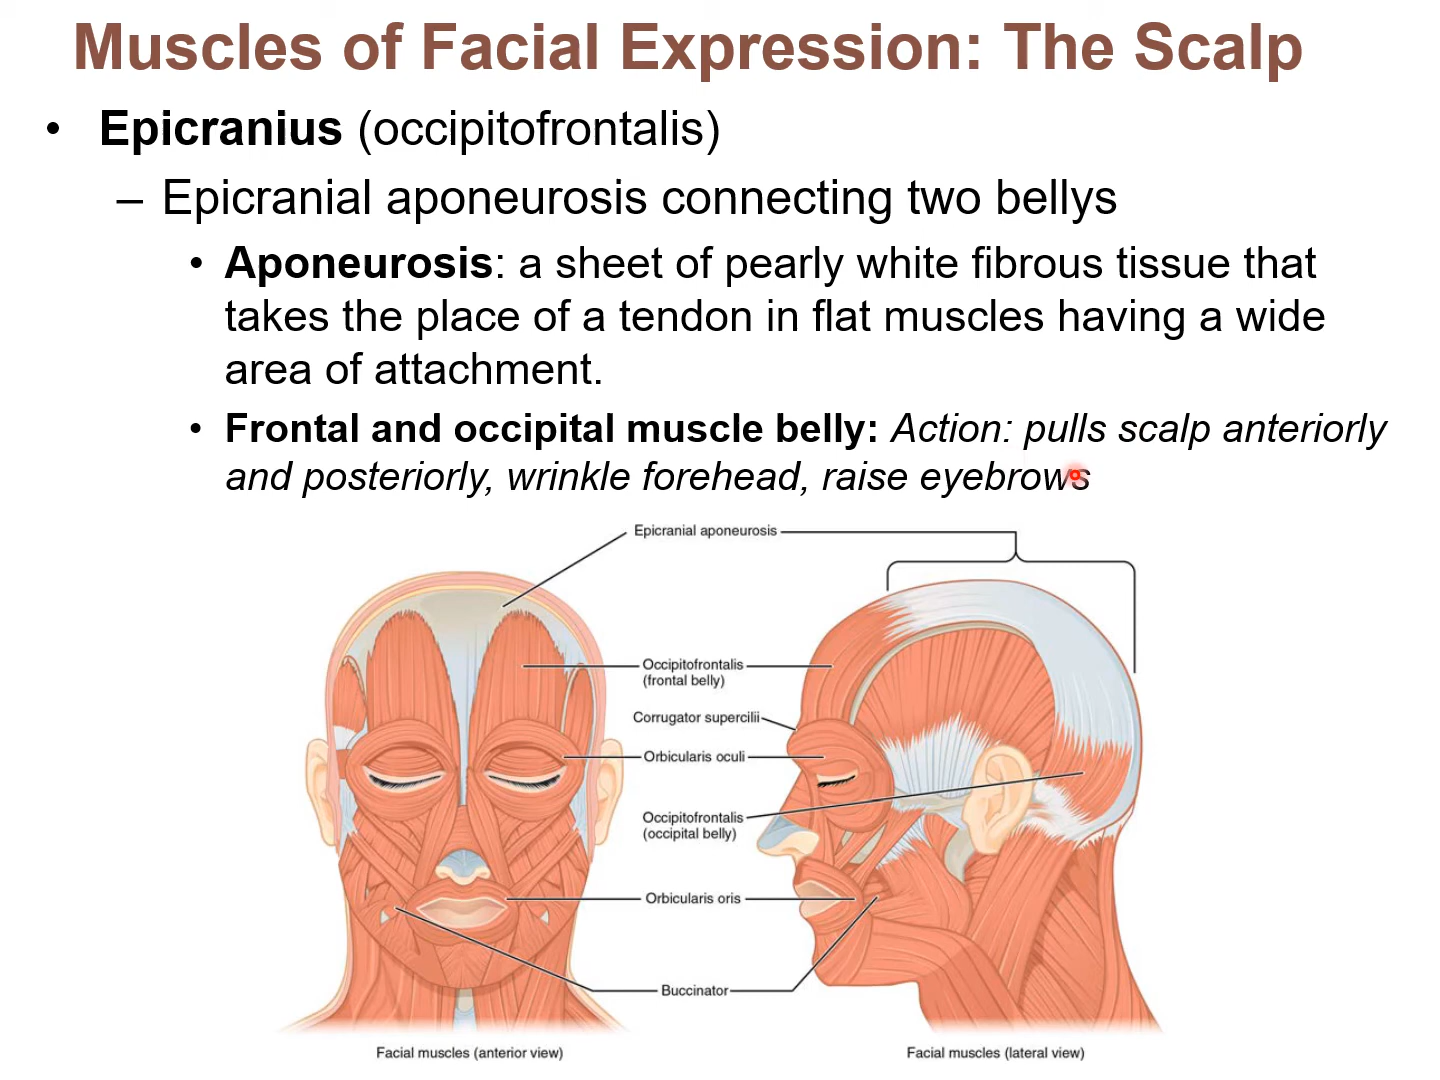 Muscles of Facial Expression: The Scalp
• Epicranius (occipitofrontalis)
– Epicranial aponeurosis connecting two bellys
• Aponeurosis: a sheet of pearly white fibrous tissue that
takes the place of a tendon in flat muscles having a wide
area of attachment.
• Frontal and occipital muscle belly: Action: pulls scalp anteriorly
and posteriorly, wrinkle forehead, raise eyebrows
Epicranial aponeurosis
Occipitofrontalis
(frontal belly)
Corrugator supercilii
Orbicularis oculi
Occipitofrontalis
(occipital belly)
Orbicularis oris
Buccinator
Facial muscles (anterior view)
Facial muscles (lateral view)